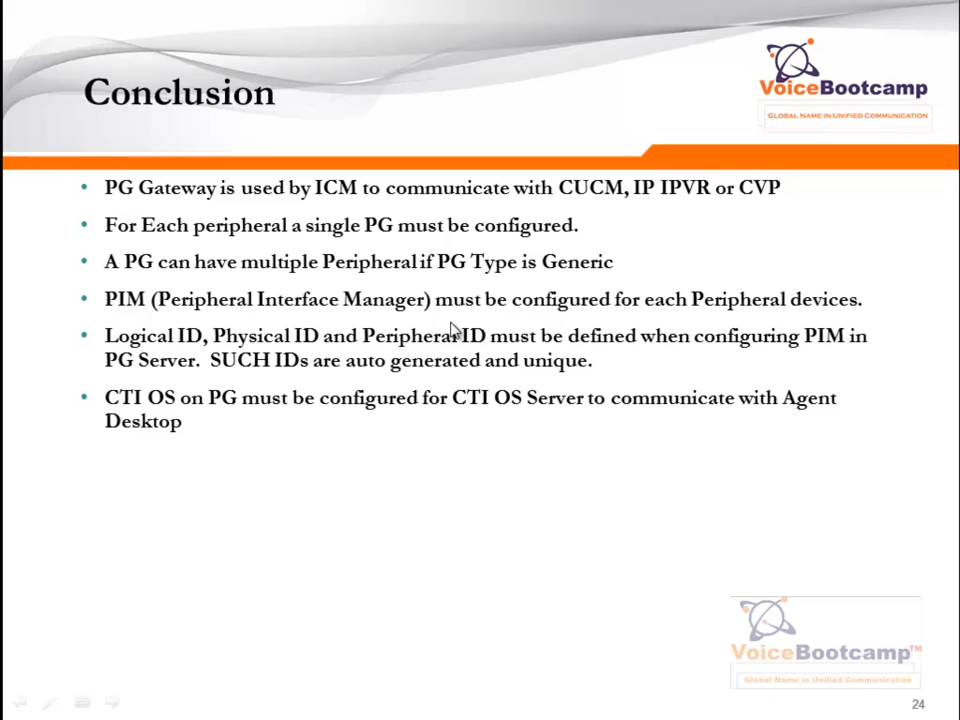 Conclusion
VoiceBootcamp
GLOBAL NAME IN UNIFIED COMMUNICATION
• PG Gateway is used by ICM to communicate with CUCM, IP IPVR or CVP
• For Each peripheral a single PG must be configured.
• A PG can have multiple Peripheral if PG Type is Generic
• PIM (Peripheral Interface Manager) must be configured for each Peripheral devices.
• Logical ID, Physical ID and Peripheral ID must be defined when configuring PIM in
PG Server. SUCH IDs are auto generated and unique.
• CTI OS on PG must be configured for CTI OS Server to communicate with Agent
Desktop
VoiceBootcamp™
Global Name in Unified Communication
24